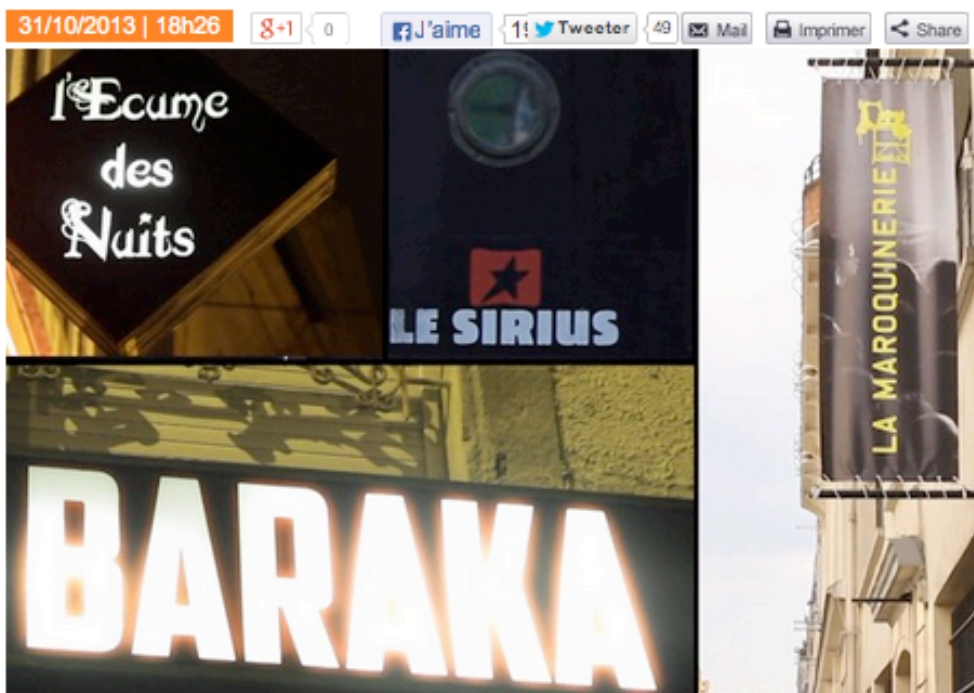 31/10/2013 | 18h26
g+1
0
J'aime
Tweeter
49
Mail
Imprimer
Share
l'Ecume
des
Nuits
LE SIRIUS
LA MAROQUINERIE
BARAKA